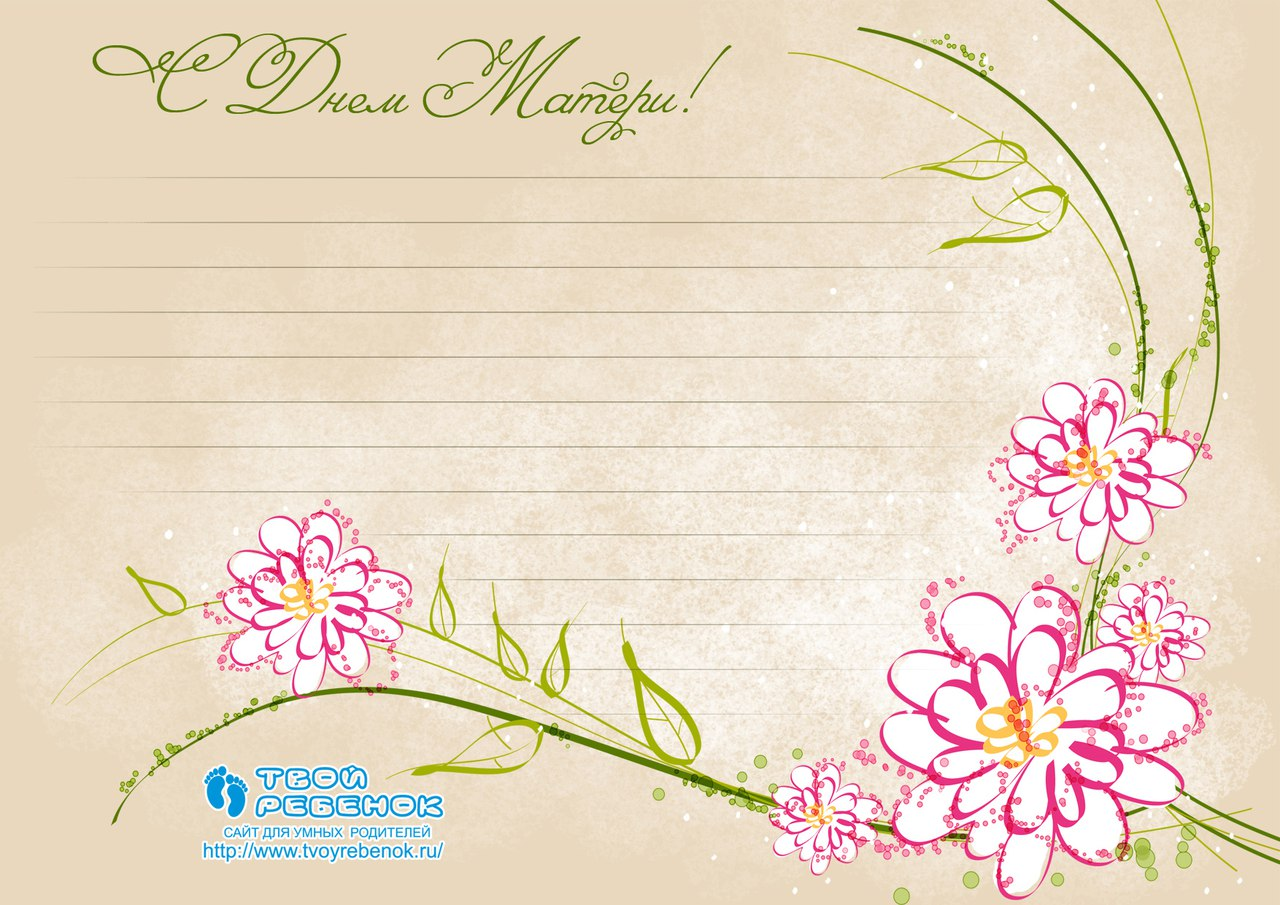 С Днем Матери!
ТВОЙ
РЕБЕНОК
САЙТ ДЛЯ УМНЫХ РОДИТЕЛЕЙ
http://www.tvoyrebenok.ru/